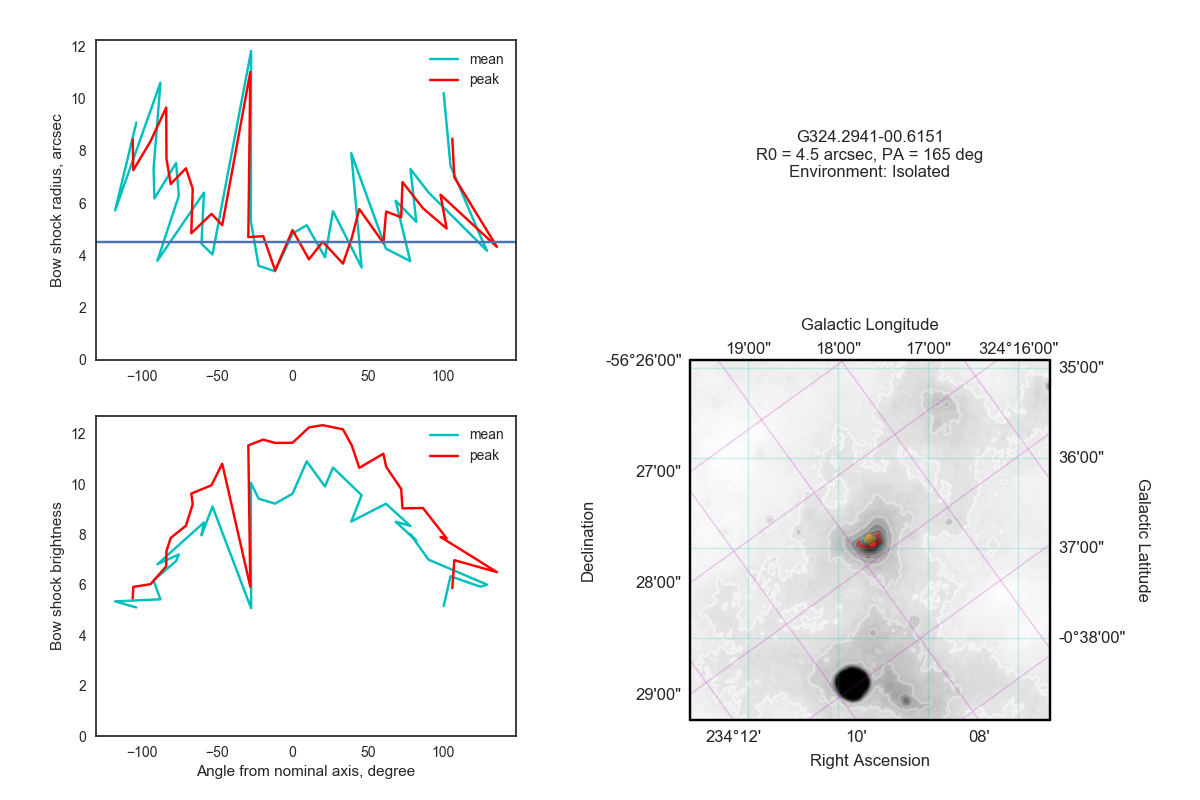 12
10
8
6
4
2
0
Bow shock radius, arcsec
mean
peak
−100
−50
0
50
100
12
10
8
6
4
2
0
Bow shock brightness
mean
peak
−100
−50
0
50
100
Angle from nominal axis, degree
G324.2941-00.6151
R0 = 4.5 arcsec, PA = 165 deg
Environment: Isolated
Galactic Longitude
19'00"
18'00"
17'00"
324°16'00"
-56°26'00"
27'00"
28'00"
29'00"
Declination
35'00"
36'00"
37'00"
-0°38'00"
Galactic Latitude
234°12'
10'
08'
Right Ascension